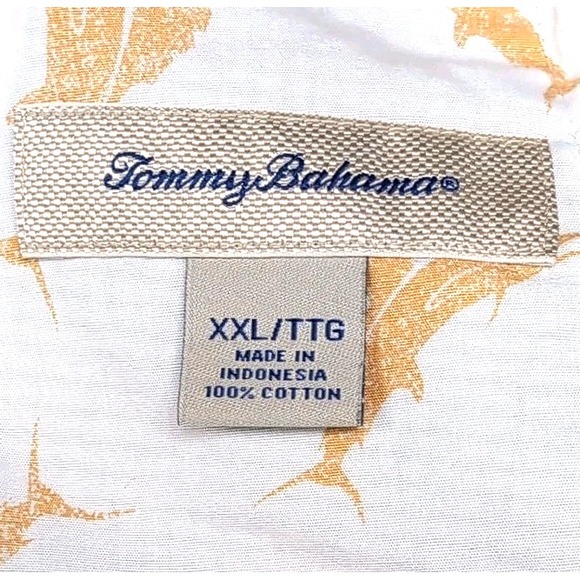 Tommy Bahama®
XXL/TTG
MADE IN
INDONESIA
100% COTTON